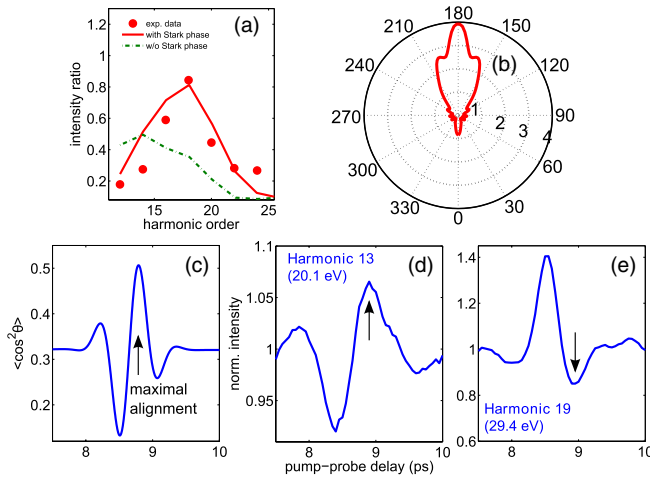 (a)
exp. data
with Stark phase
w/o Stark phase
intensity ratio
1.2
1
0.8
0.6
0.4
0.2
15
20
25
harmonic order
(b)
180
210
150
240
120
270
90
300
60
330
30
0
1
2
3
4
(c)
<cos²θ>
0.5
0.4
0.3
0.2
maximal
alignment
8
9
10
(d)
Harmonic 13
(20.1 eV)
norm. intensity
1.1
1.05
1
0.95
8
9
10
pump-probe delay (ps)
(e)
1.4
1.2
1
0.8
0.6
Harmonic 19
(29.4 eV)
8
9
10